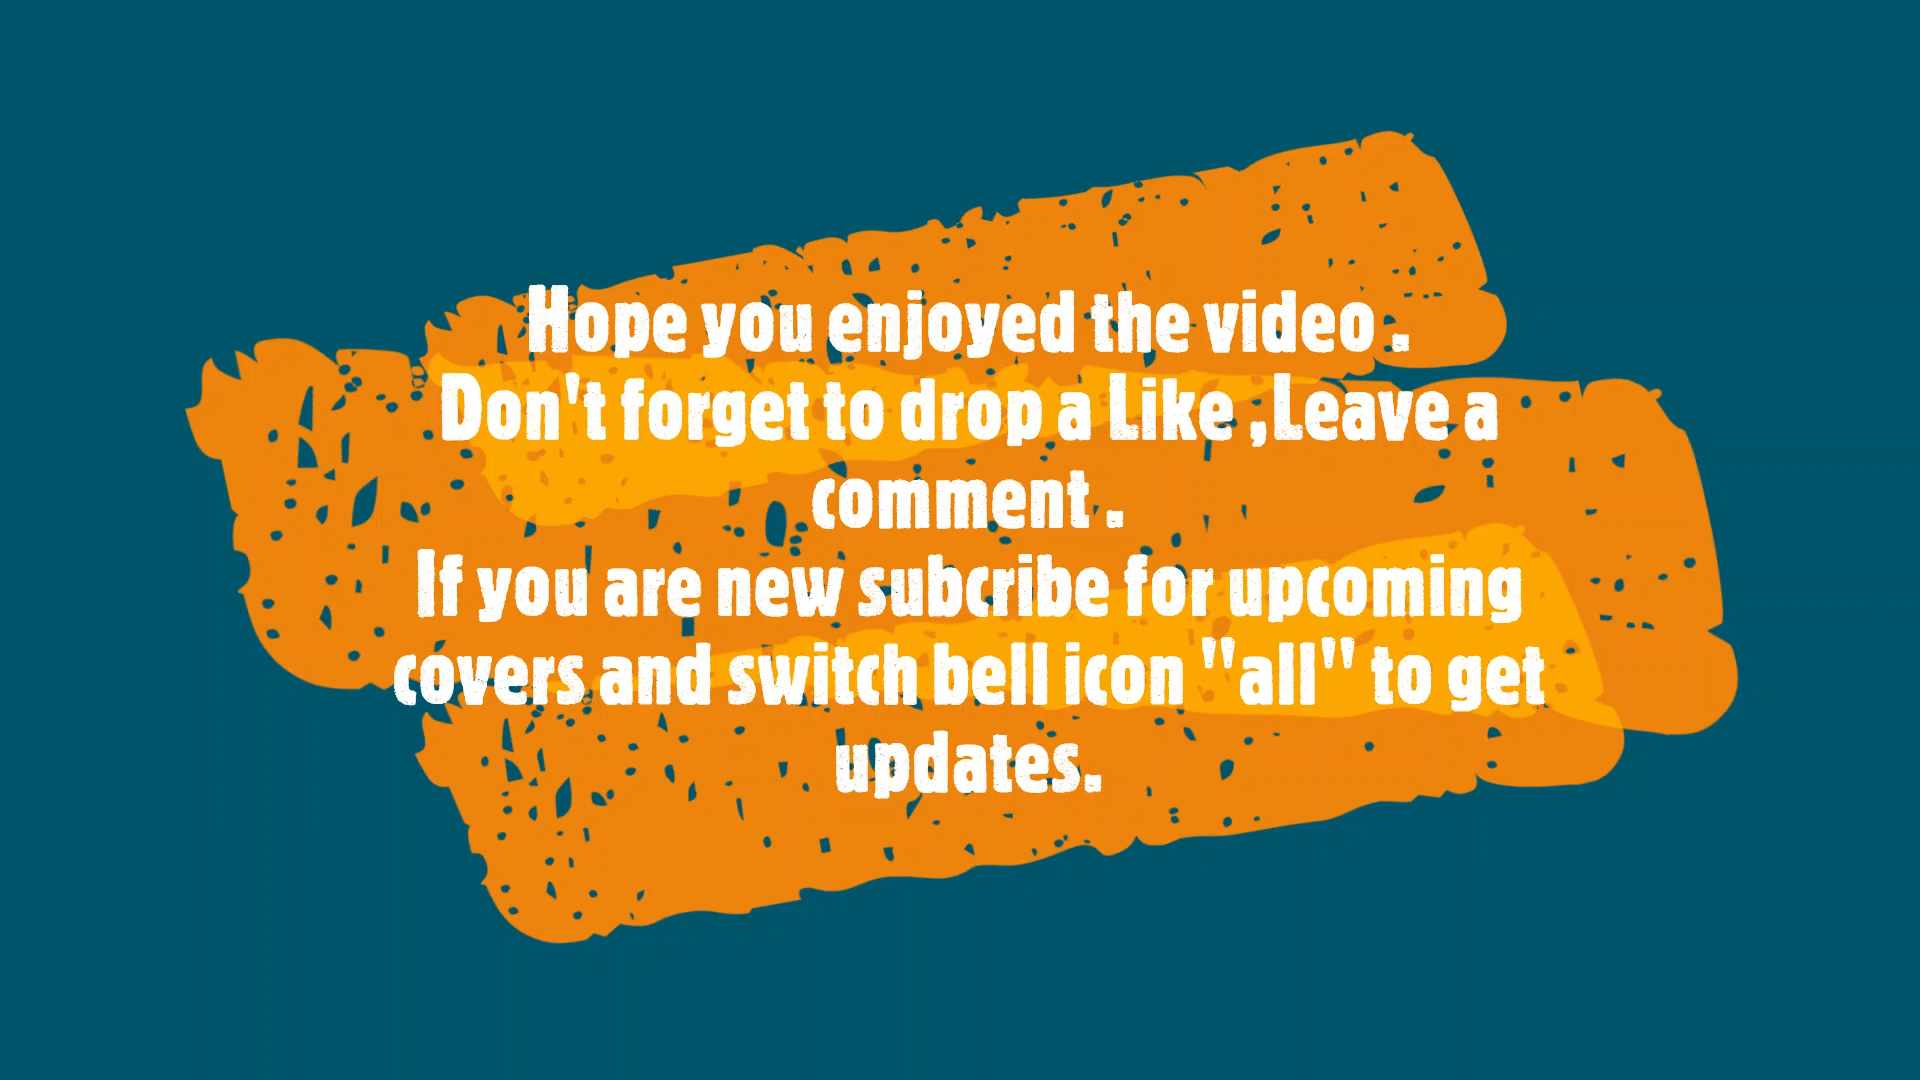 Hope you enjoyed the video .
Don't forget to drop a Like ,Leave a
comment .
If you are new subcribe for upcoming
covers and switch bell icon "all" to get
updates.